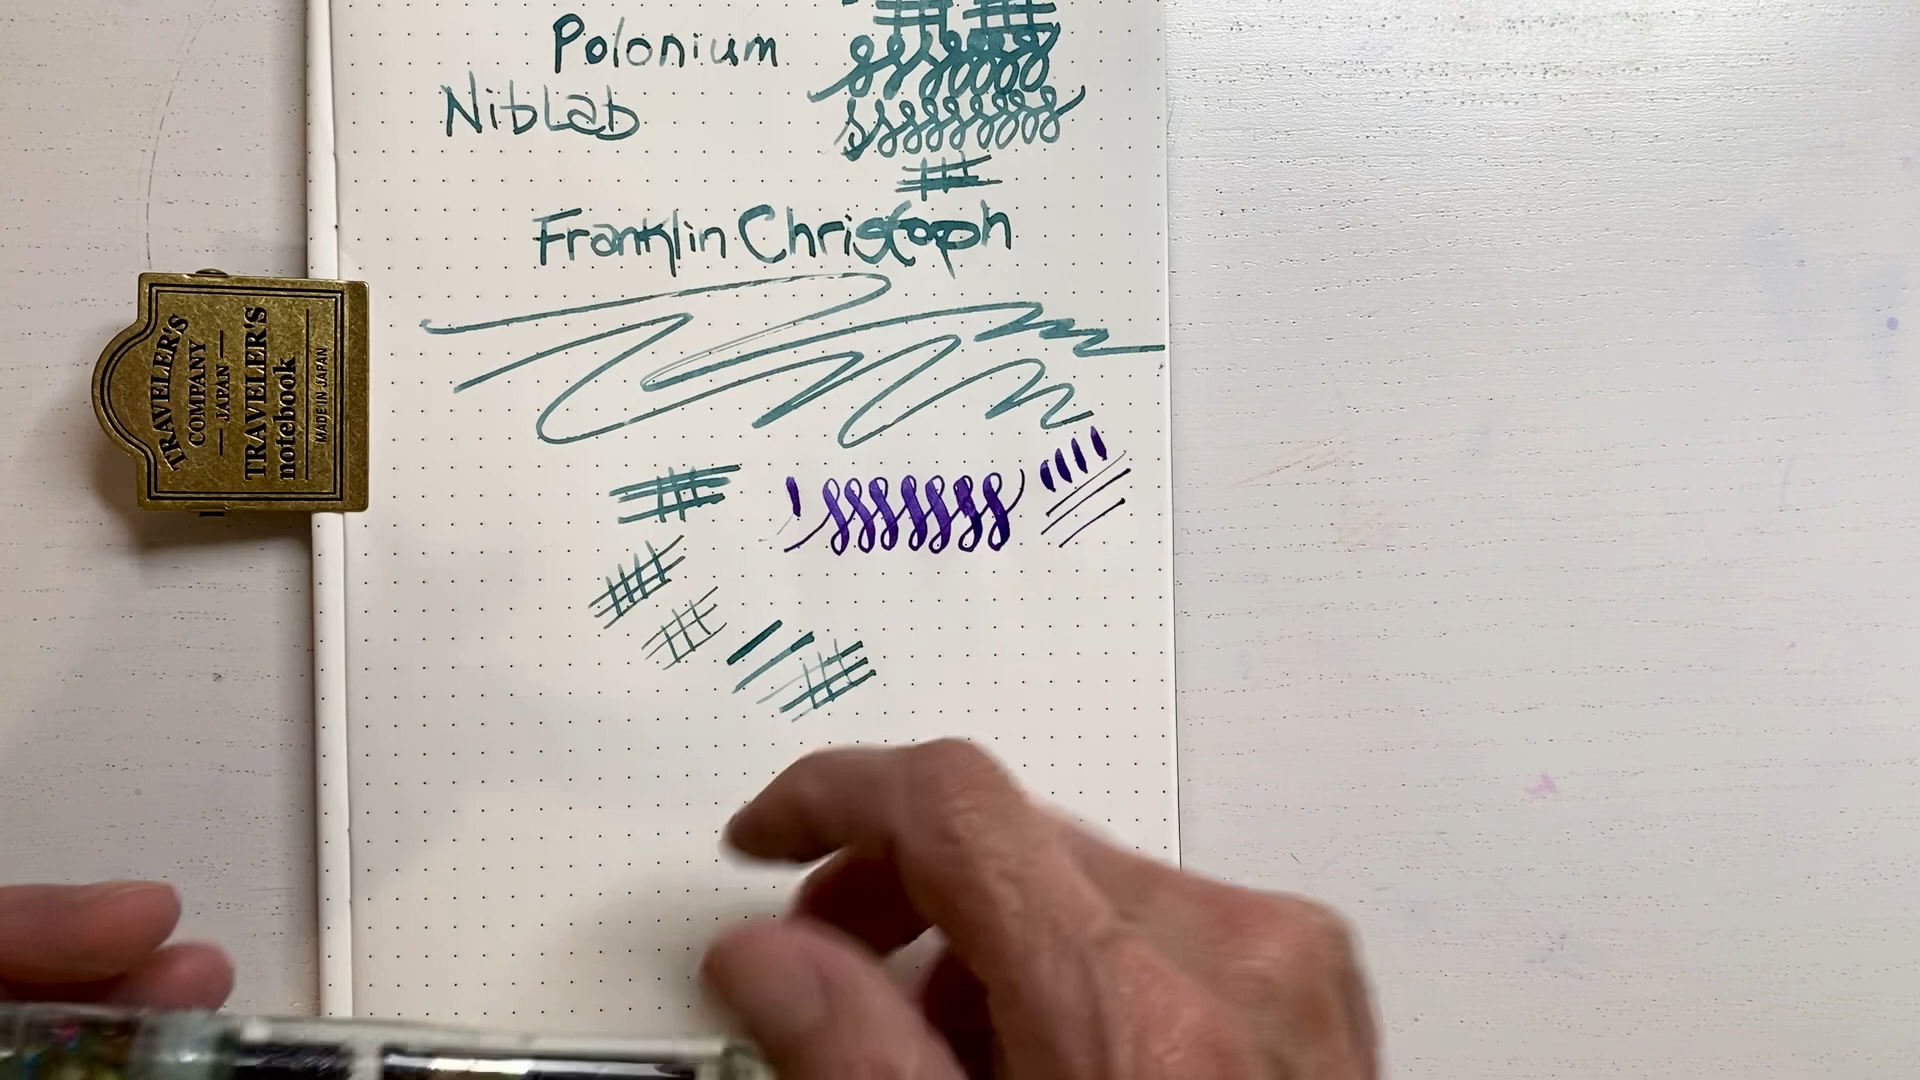 Polonium
NibLab
Franklin Christoph
TRAVELER'S
COMPANY
JAPAN
TRAVELER'S
notebook
MADE IN JAPAN